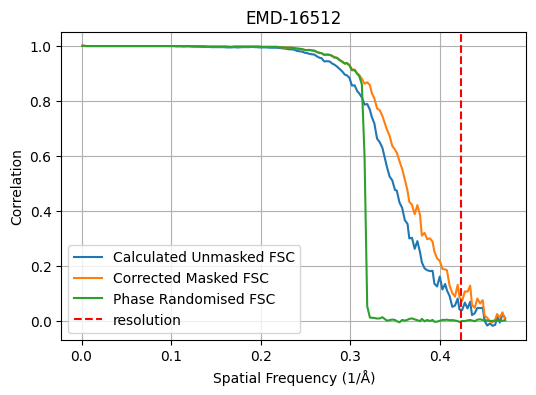 EMD-16512
Correlation
1.0
0.8
0.6
0.4
0.2
0.0
Calculated Unmasked FSC
Corrected Masked FSC
Phase Randomised FSC
resolution
0.0 0.1 0.2 0.3 0.4
Spatial Frequency (1/Å)